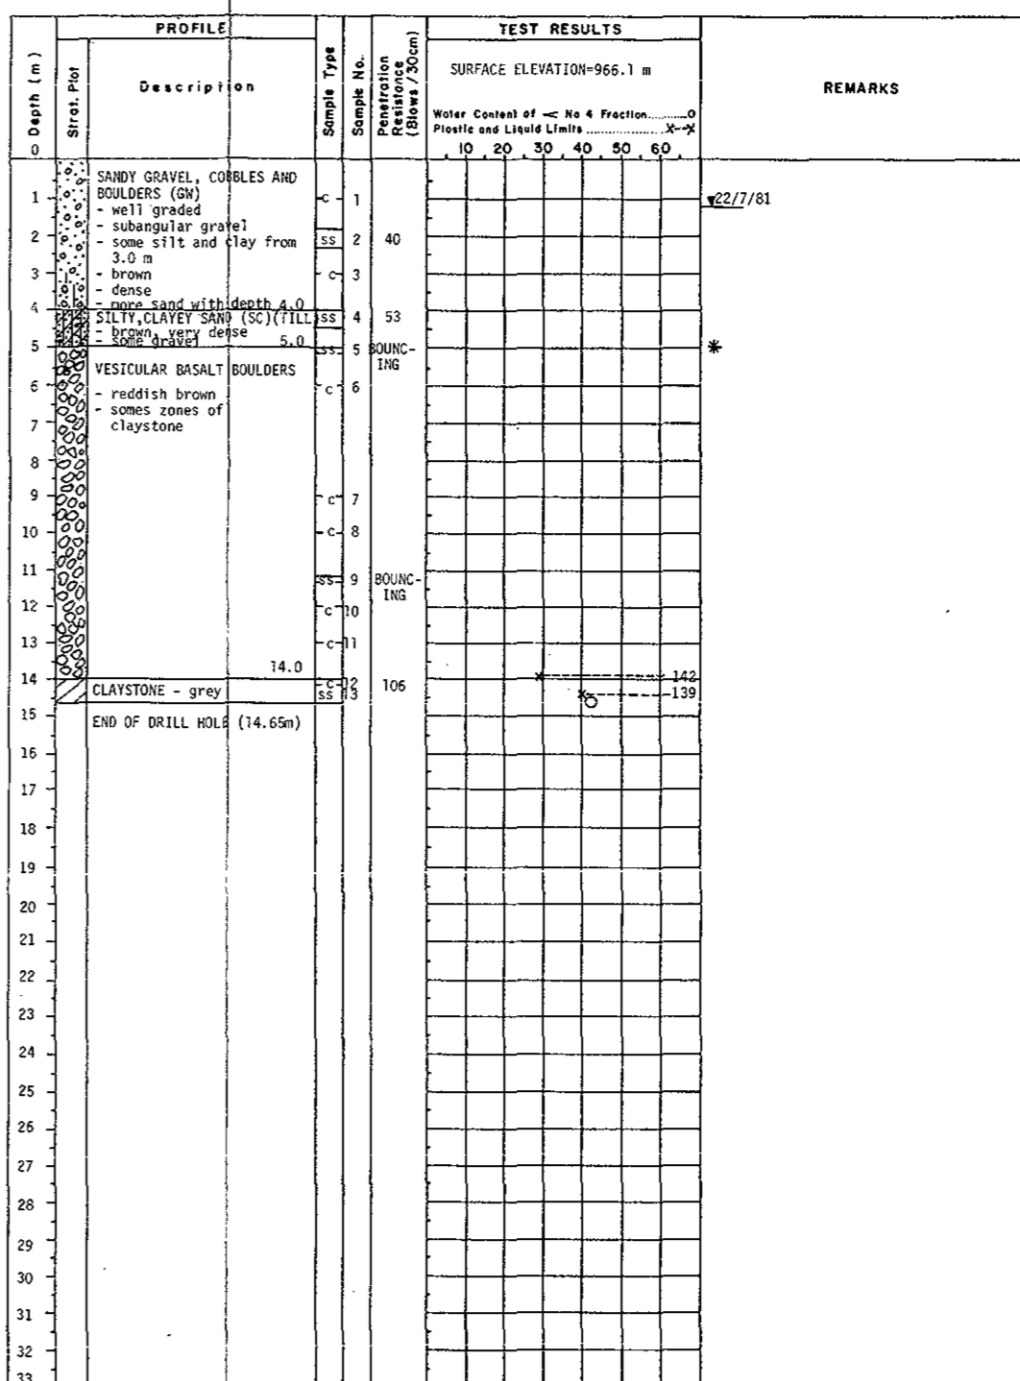 PROFILE
TEST RESULTS
Depth (m)
Strat. Plot
Description
Sample Type
Sample No.
Penetration Resistance (Blows /30cm)
SURFACE ELEVATION=966.1 m
REMARKS
Water Content of < No 4 Fraction.........O
Plastic and Liquid Limits ................X--X
0
10 20 30 40 50 60
SANDY GRAVEL, COBBLES AND
1 BOULDERS (GW) c 1 22/7/81
- well graded
- subangular gravel
2 - some silt and clay from ss 2 40
3.0 m
3 - brown c 3
- dense
- more sand with depth 4.0
4 SILTY,CLAYEY SAND (SC)(TILL) ss 4 53
- brown, very dense
- some gravel 5.0
5 ss 5 BOUNC- *
ING
VESICULAR BASALT BOULDERS
6 - reddish brown c 6
- somes zones of
7 claystone
8
9 c 7
10 c 8
11 ss 9 BOUNC-
ING
12 c 10
13 c 11
14.0
14 c 12 106 x 142
CLAYSTONE - grey ss 13 x 139
O
15 END OF DRILL HOLE (14.65m)
16
17
18
19
20
21
22
23
24
25
26
27
28
29
30
31
32
33